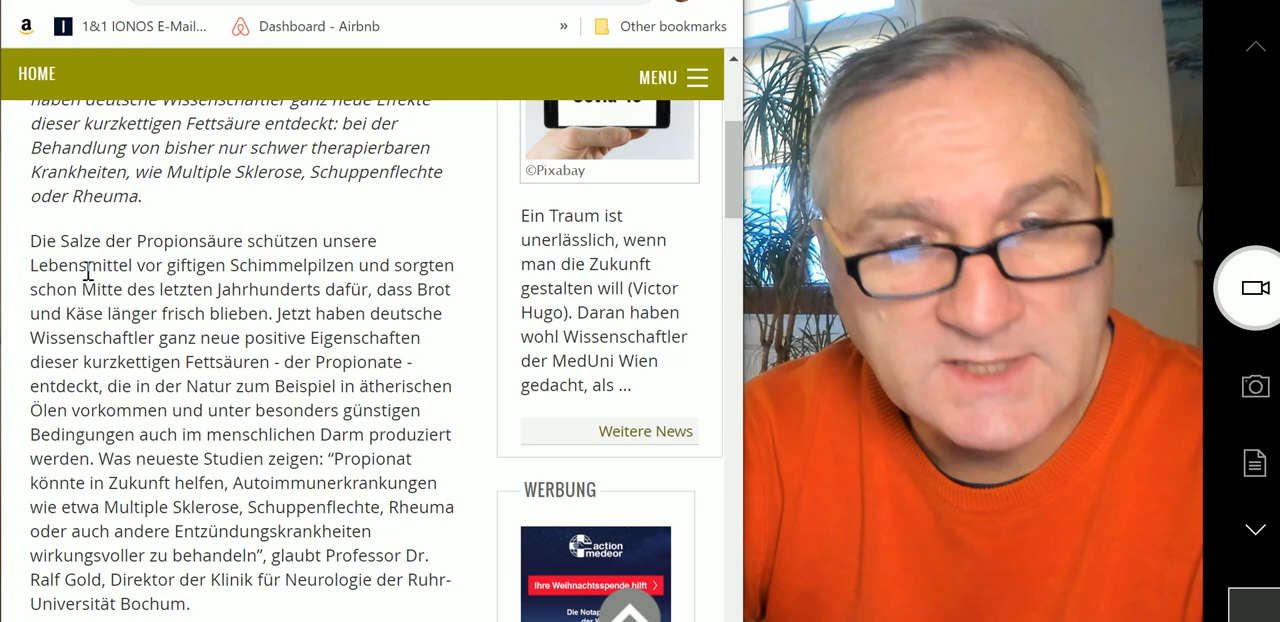 1&1 IONOS E-Mail...
Dashboard - Airbnb
»
Other bookmarks
HOME
MENU
haben deutsche Wissenschaftler ganz neue Effekte
dieser kurzkettigen Fettsäure entdeckt: bei der
Behandlung von bisher nur schwer therapierbaren
Krankheiten, wie Multiple Sklerose, Schuppenflechte
oder Rheuma.
Die Salze der Propionsäure schützen unsere
Lebensmittel vor giftigen Schimmelpilzen und sorgten
schon Mitte des letzten Jahrhunderts dafür, dass Brot
und Käse länger frisch blieben. Jetzt haben deutsche
Wissenschaftler ganz neue positive Eigenschaften
dieser kurzkettigen Fettsäuren - der Propionate -
entdeckt, die in der Natur zum Beispiel in ätherischen
Ölen vorkommen und unter besonders günstigen
Bedingungen auch im menschlichen Darm produziert
werden. Was neueste Studien zeigen: “Propionat
könnte in Zukunft helfen, Autoimmunerkrankungen
wie etwa Multiple Sklerose, Schuppenflechte, Rheuma
oder auch andere Entzündungskrankheiten
wirkungsvoller zu behandeln”, glaubt Professor Dr.
Ralf Gold, Direktor der Klinik für Neurologie der Ruhr-
Universität Bochum.
©Pixabay
Ein Traum ist
unerlässlich, wenn
man die Zukunft
gestalten will (Victor
Hugo). Daran haben
wohl Wissenschaftler
der MedUni Wien
gedacht, als ...
Weitere News
WERBUNG
action
medeor
Ihre Weihnachtsspende hilft
Die